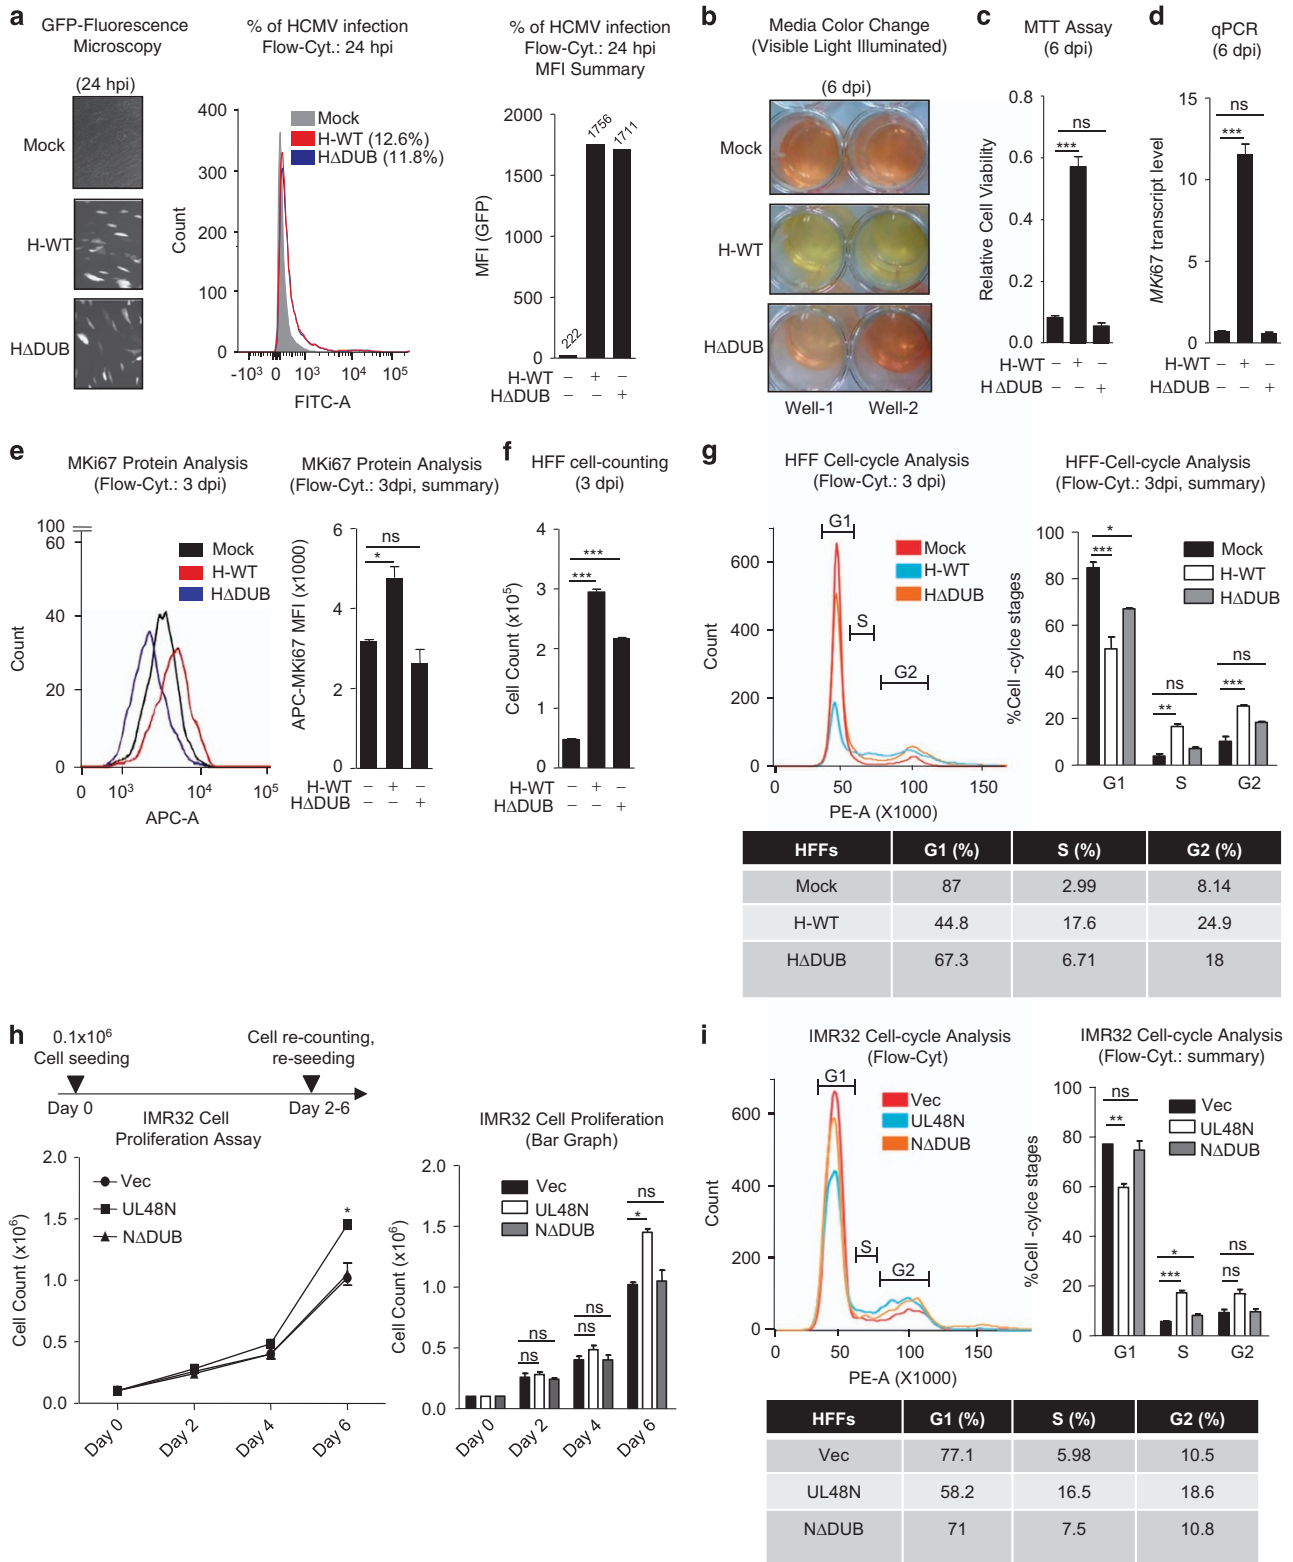 a
GFP-Fluorescence
Microscopy
(24 hpi)
Mock
H-WT
HΔDUB
% of HCMV infection
Flow-Cyt.: 24 hpi
400
300
200
100
0
Count
Mock
H-WT (12.6%)
HΔDUB (11.8%)
-10³ 0 10³ 10⁴ 10⁵
FITC-A
% of HCMV infection
Flow-Cyt.: 24 hpi
MFI Summary
2000
1500
1000
500
0
MFI (GFP)
222
1756
1711
H-WT − + −
HΔDUB − − +
b
Media Color Change
(Visible Light Illuminated)
(6 dpi)
Mock
H-WT
HΔDUB
Well-1 Well-2
c
MTT Assay
(6 dpi)
0.8
0.6
0.4
0.2
0.0
Relative Cell Viability
ns
***
H-WT − + −
HΔDUB − − +
d
qPCR
(6 dpi)
15
10
5
0
MKi67 transcript level
ns
***
H-WT − + −
HΔDUB − − +
e
MKi67 Protein Analysis
(Flow-Cyt.: 3 dpi)
100
60
40
20
0
Count
Mock
H-WT
HΔDUB
0 10³ 10⁴ 10⁵
APC-A
MKi67 Protein Analysis
(Flow-Cyt.: 3dpi, summary)
6
4
2
0
APC-MKi67 MFI (x1000)
ns
*
H-WT − + −
HΔDUB − − +
f
HFF cell-counting
(3 dpi)
4
3
2
1
0
Cell Count (x10⁵)
***
***
H-WT − + −
HΔDUB − − +
g
HFF Cell-cycle Analysis
(Flow-Cyt.: 3 dpi)
600
400
200
0
Count
G1
S
G2
Mock
H-WT
HΔDUB
0 50 100 150
PE-A (X1000)
HFF-Cell-cycle Analysis
(Flow-Cyt.: 3dpi, summary)
100
80
60
40
20
0
%Cell -cylce stages
*
***
ns
**
ns
***
Mock
H-WT
HΔDUB
G1 S G2
HFFs G1 (%) S (%) G2 (%)
Mock 87 2.99 8.14
H-WT 44.8 17.6 24.9
HΔDUB 67.3 6.71 18
h
0.1x10⁶
Cell seeding
Cell re-counting,
re-seeding
Day 0 Day 2-6
IMR32 Cell
Proliferation Assay
2.0
1.5
1.0
0.5
0.0
Cell Count (x10⁶)
Vec
UL48N
NΔDUB
*
Day 0 Day 2 Day 4 Day 6
IMR32 Cell Proliferation
(Bar Graph)
2.0
1.5
1.0
0.5
0.0
Cell Count (x10⁶)
Vec
UL48N
NΔDUB
ns
ns
ns
ns
ns
*
Day 0 Day 2 Day 4 Day 6
i
IMR32 Cell-cycle Analysis
(Flow-Cyt)
600
400
200
0
Count
G1
S
G2
Vec
UL48N
NΔDUB
0 50 100 150
PE-A (X1000)
IMR32 Cell-cycle Analysis
(Flow-Cyt.: summary)
100
80
60
40
20
0
%Cell -cylce stages
ns
**
*
***
ns
ns
Vec
UL48N
NΔDUB
G1 S G2
HFFs G1 (%) S (%) G2 (%)
Vec 77.1 5.98 10.5
UL48N 58.2 16.5 18.6
NΔDUB 71 7.5 10.8